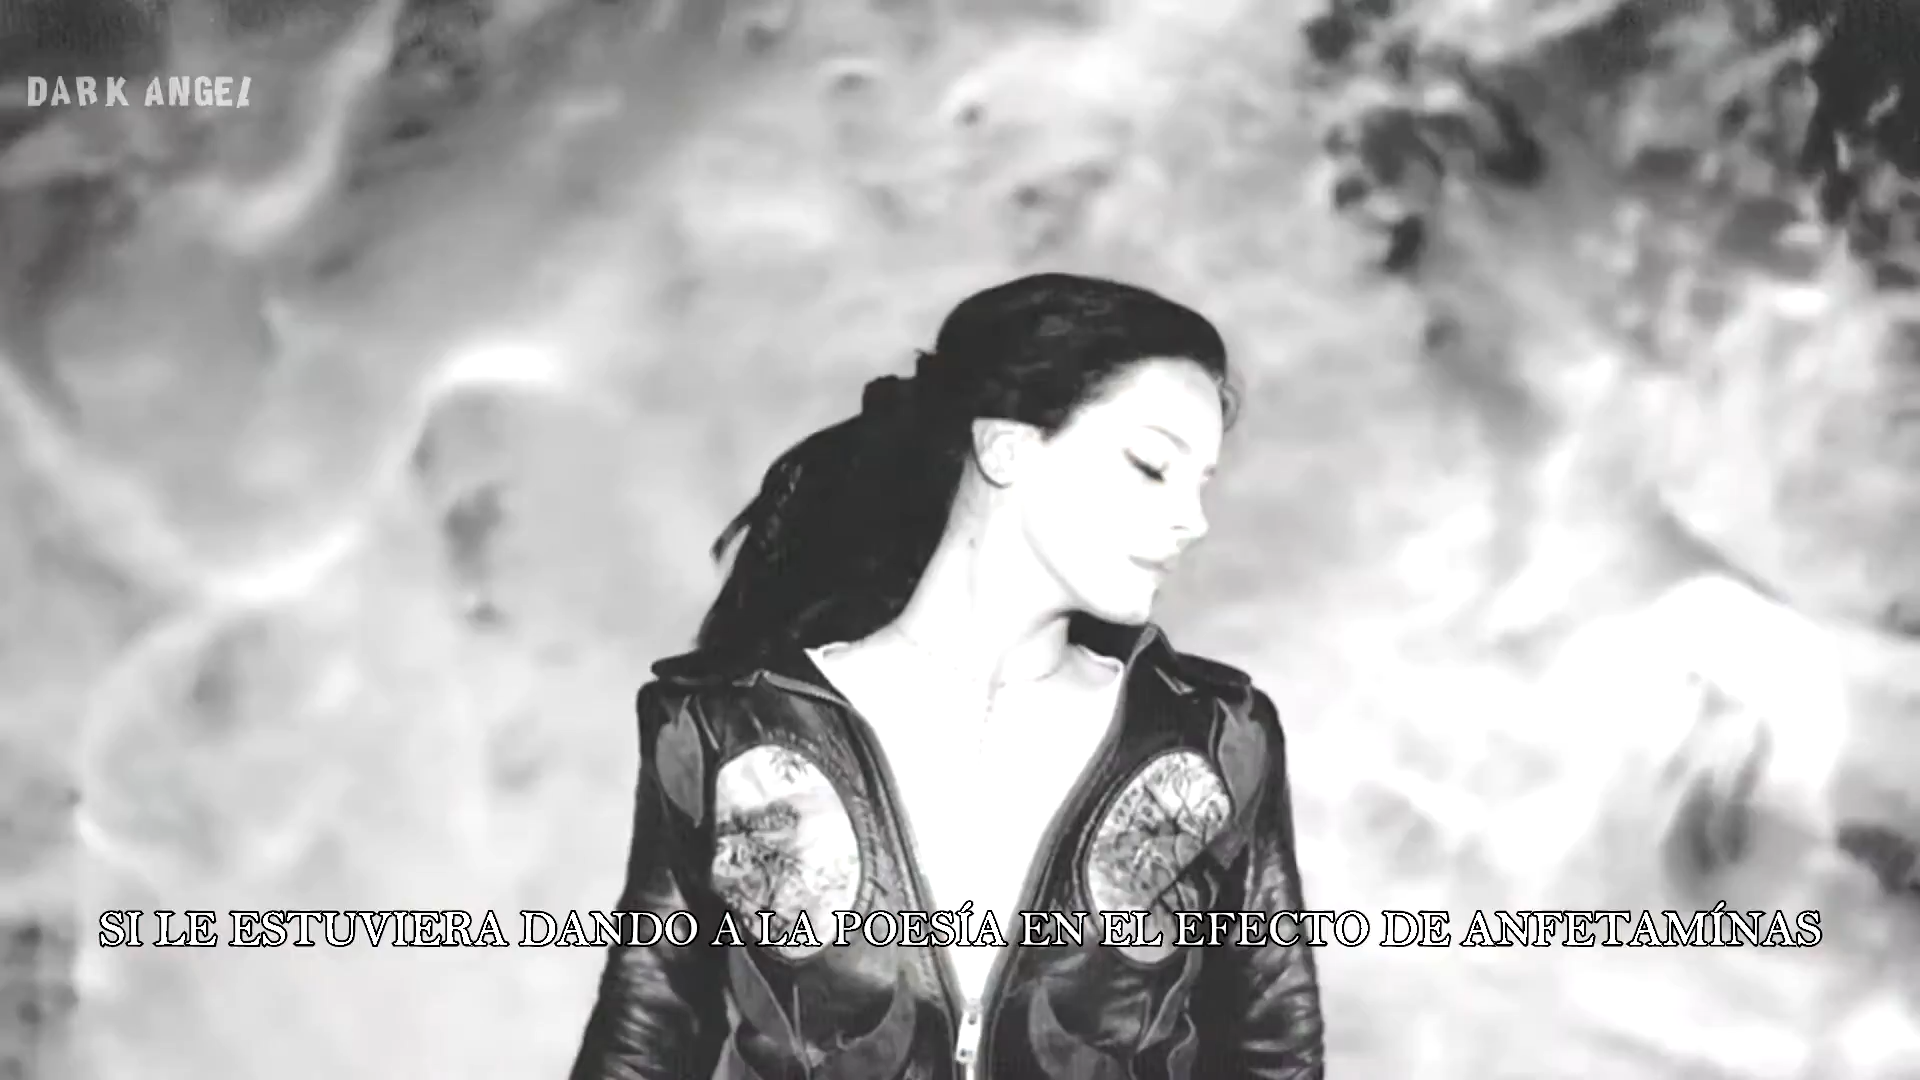 DARK ANGEL
SI LE ESTUVIERA DANDO A LA POESÍA EN EL EFECTO DE ANFETAMÍNAS